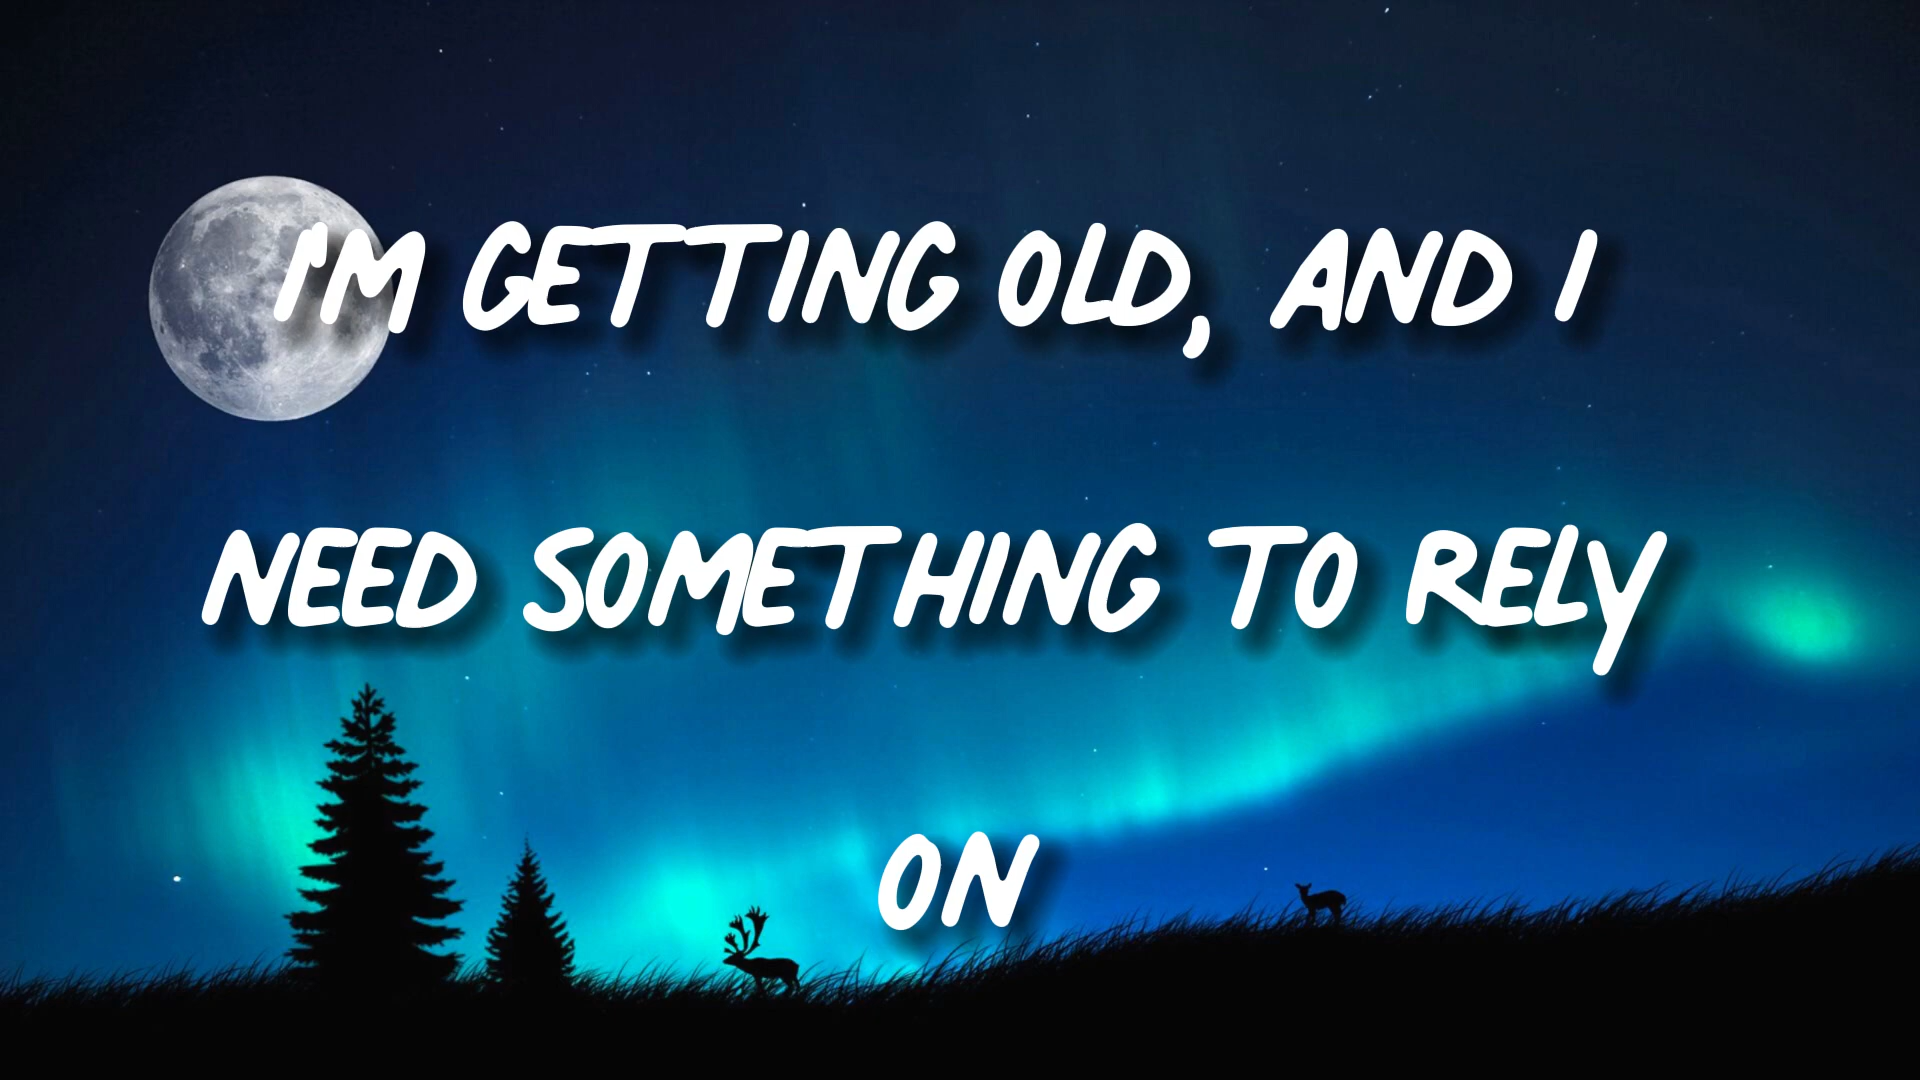 I'M GETTING OLD, AND I
NEED SOMETHING TO RELY
ON